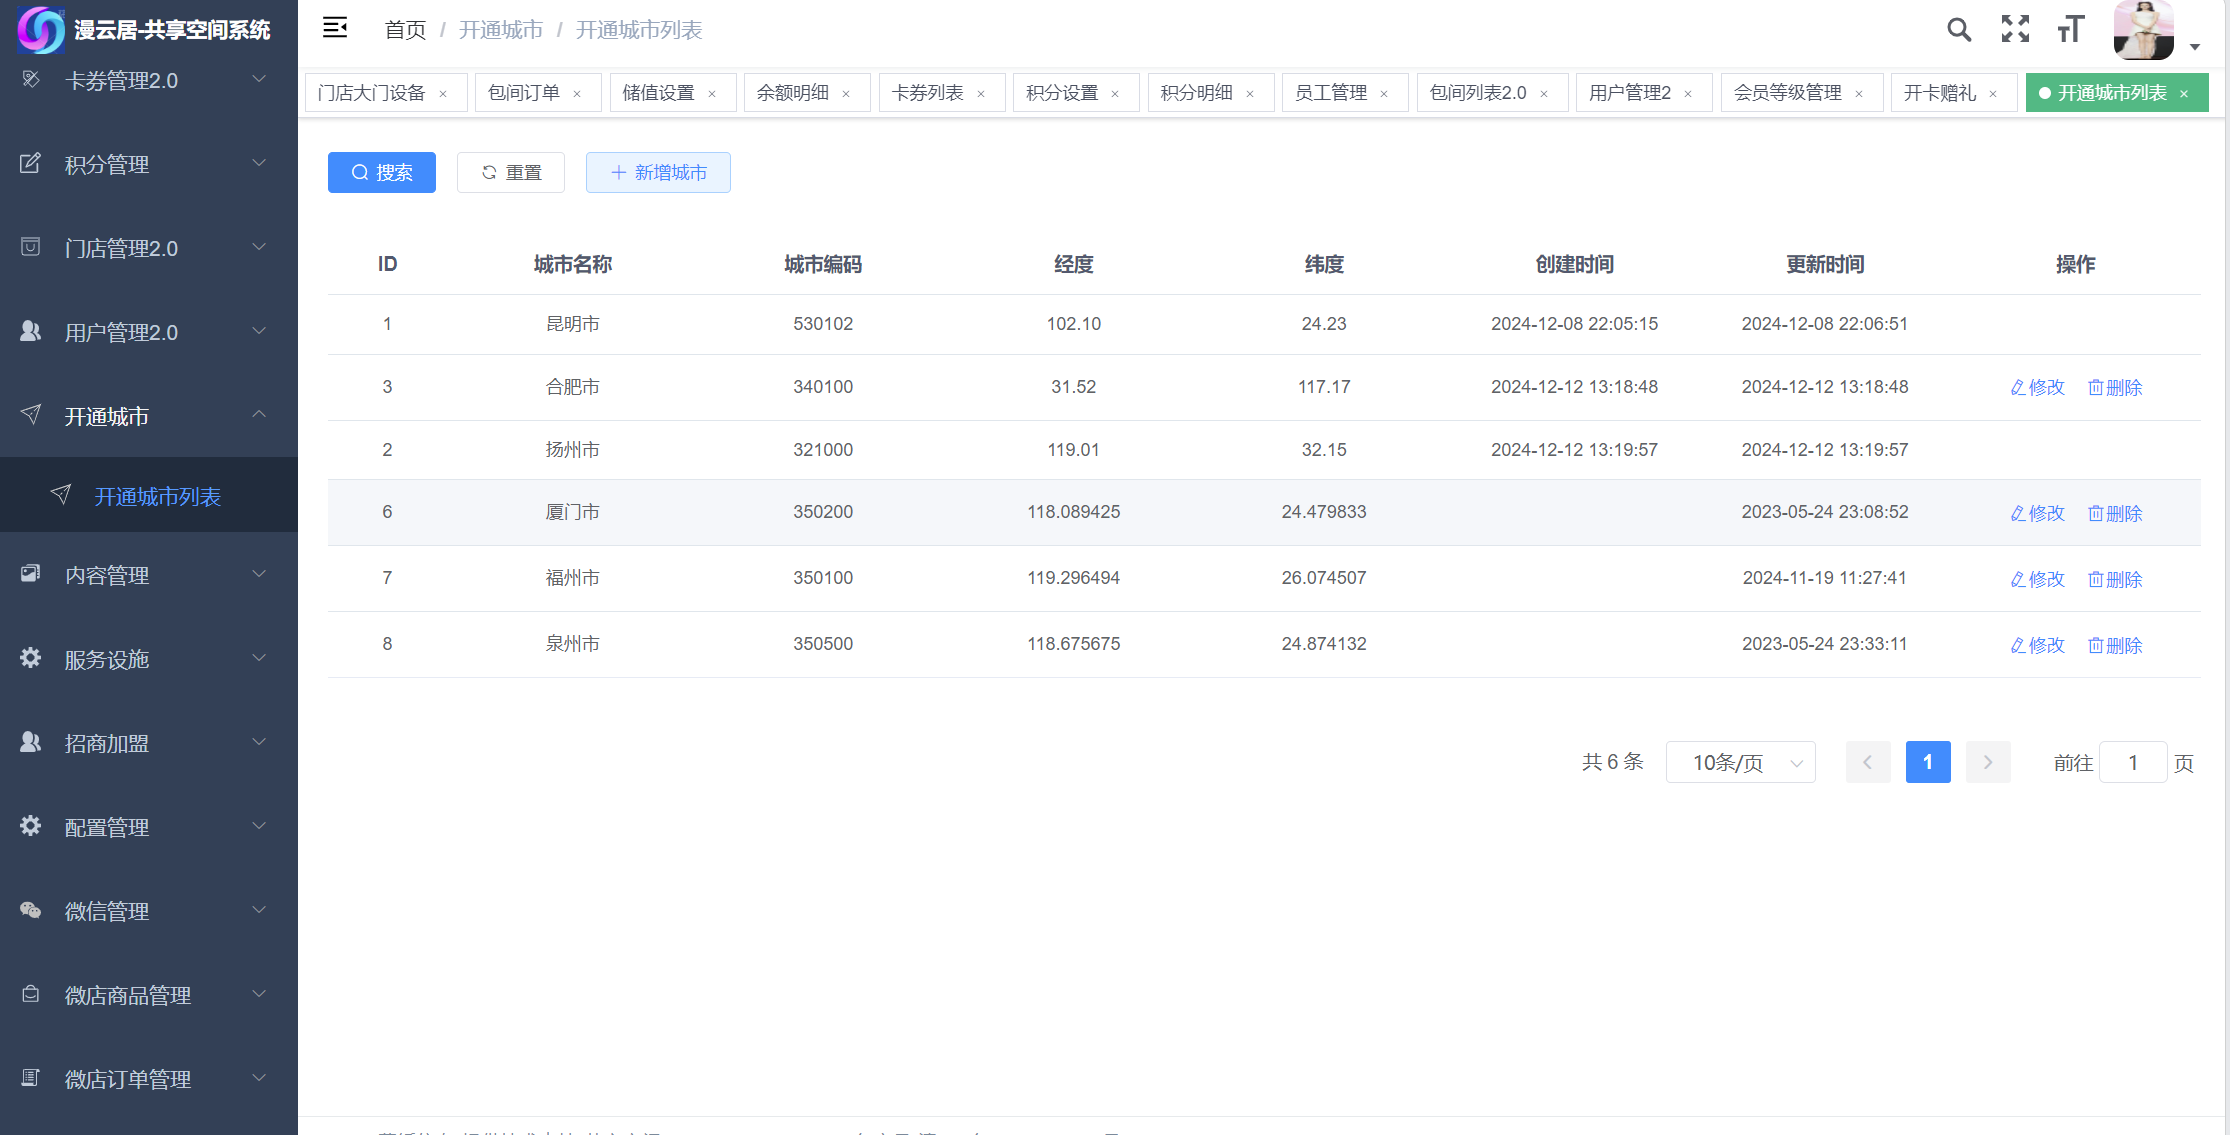 漫云居-共享空间系统
卡券管理2.0
积分管理
门店管理2.0
用户管理2.0
开通城市
开通城市列表
内容管理
服务设施
招商加盟
配置管理
微信管理
微店商品管理
微店订单管理
首页 / 开通城市 / 开通城市列表
门店大门设备 × 包间订单 × 储值设置 × 余额明细 × 卡券列表 × 积分设置 × 积分明细 × 员工管理 × 包间列表2.0 × 用户管理2 × 会员等级管理 × 开卡赠礼 × 开通城市列表 ×
搜索 重置 + 新增城市
ID 城市名称 城市编码 经度 纬度 创建时间 更新时间 操作
1 昆明市 530102 102.10 24.23 2024-12-08 22:05:15 2024-12-08 22:06:51
3 合肥市 340100 31.52 117.17 2024-12-12 13:18:48 2024-12-12 13:18:48 修改 删除
2 扬州市 321000 119.01 32.15 2024-12-12 13:19:57 2024-12-12 13:19:57
6 厦门市 350200 118.089425 24.479833 2023-05-24 23:08:52 修改 删除
7 福州市 350100 119.296494 26.074507 2024-11-19 11:27:41 修改 删除
8 泉州市 350500 118.675675 24.874132 2023-05-24 23:33:11 修改 删除
共 6 条 10条/页 1 前往 1 页